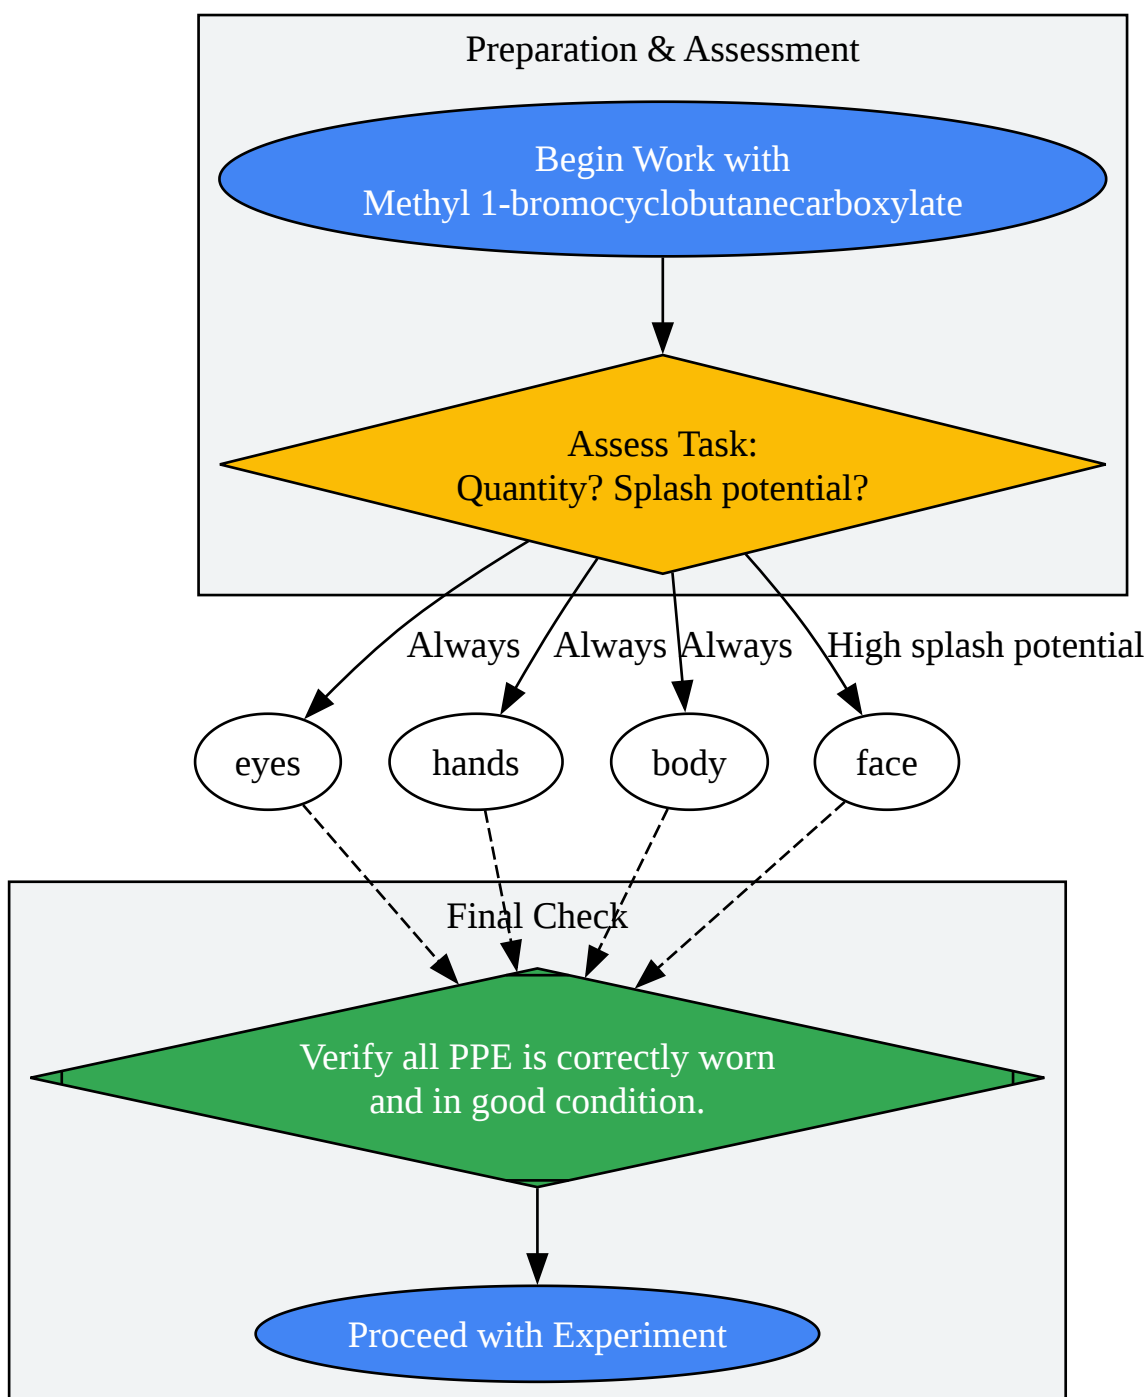 Preparation & Assessment
Begin Work with
Methyl 1-bromocyclobutanecarboxylate
Assess Task:
Quantity? Splash potential?
Always
Always
Always
High splash potential
eyes
hands
body
face
Final Check
Verify all PPE is correctly worn
and in good condition.
Proceed with Experiment